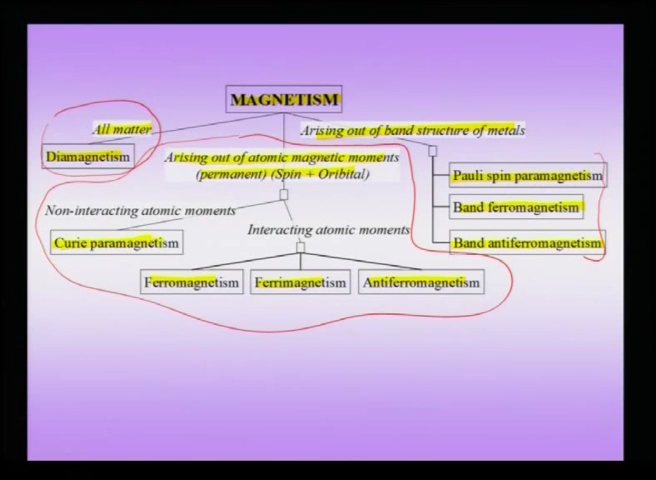 MAGNETISM
All matter
Arising out of band structure of metals
Diamagnetism
Arising out of atomic magnetic moments
(permanent) (Spin + Oribital)
Pauli spin paramagnetism
Band ferromagnetism
Non-interacting atomic moments
Interacting atomic moments
Curie paramagnetism
Band antiferromagnetism
Ferromagnetism
Ferrimagnetism
Antiferromagnetism